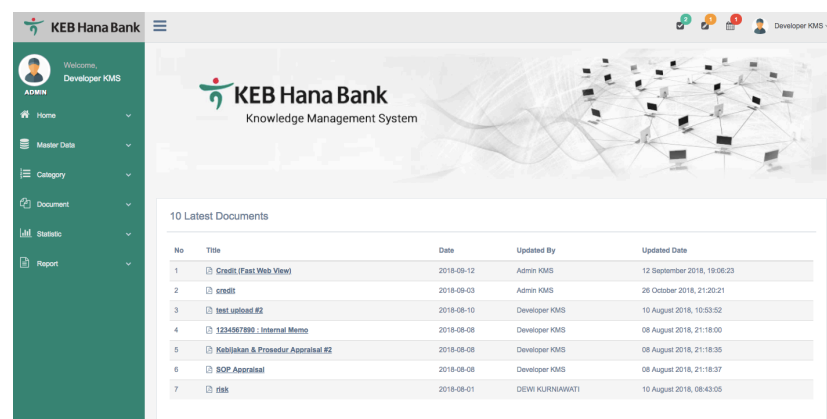 KEB Hana Bank
2 1 1 Developer KMS
Welcome,
Developer KMS
ADMIN
Home
Master Data
Category
Document
Statistic
Report
KEB Hana Bank
Knowledge Management System
10 Latest Documents
No Title Date Updated By Updated Date
1 Credit (Fast Web View) 2018-09-12 Admin KMS 12 September 2018, 19:06:23
2 credit 2018-09-03 Admin KMS 26 October 2018, 21:20:21
3 test upload #2 2018-08-10 Developer KMS 10 August 2018, 10:53:52
4 1234567890 : Internal Memo 2018-08-08 Developer KMS 08 August 2018, 21:18:00
5 Kebijakan & Prosedur Appraisal #2 2018-08-08 Developer KMS 08 August 2018, 21:18:35
6 SOP Appraisal 2018-08-08 Developer KMS 08 August 2018, 21:18:37
7 risk 2018-08-01 DEWI KURNIAWATI 10 August 2018, 08:43:05